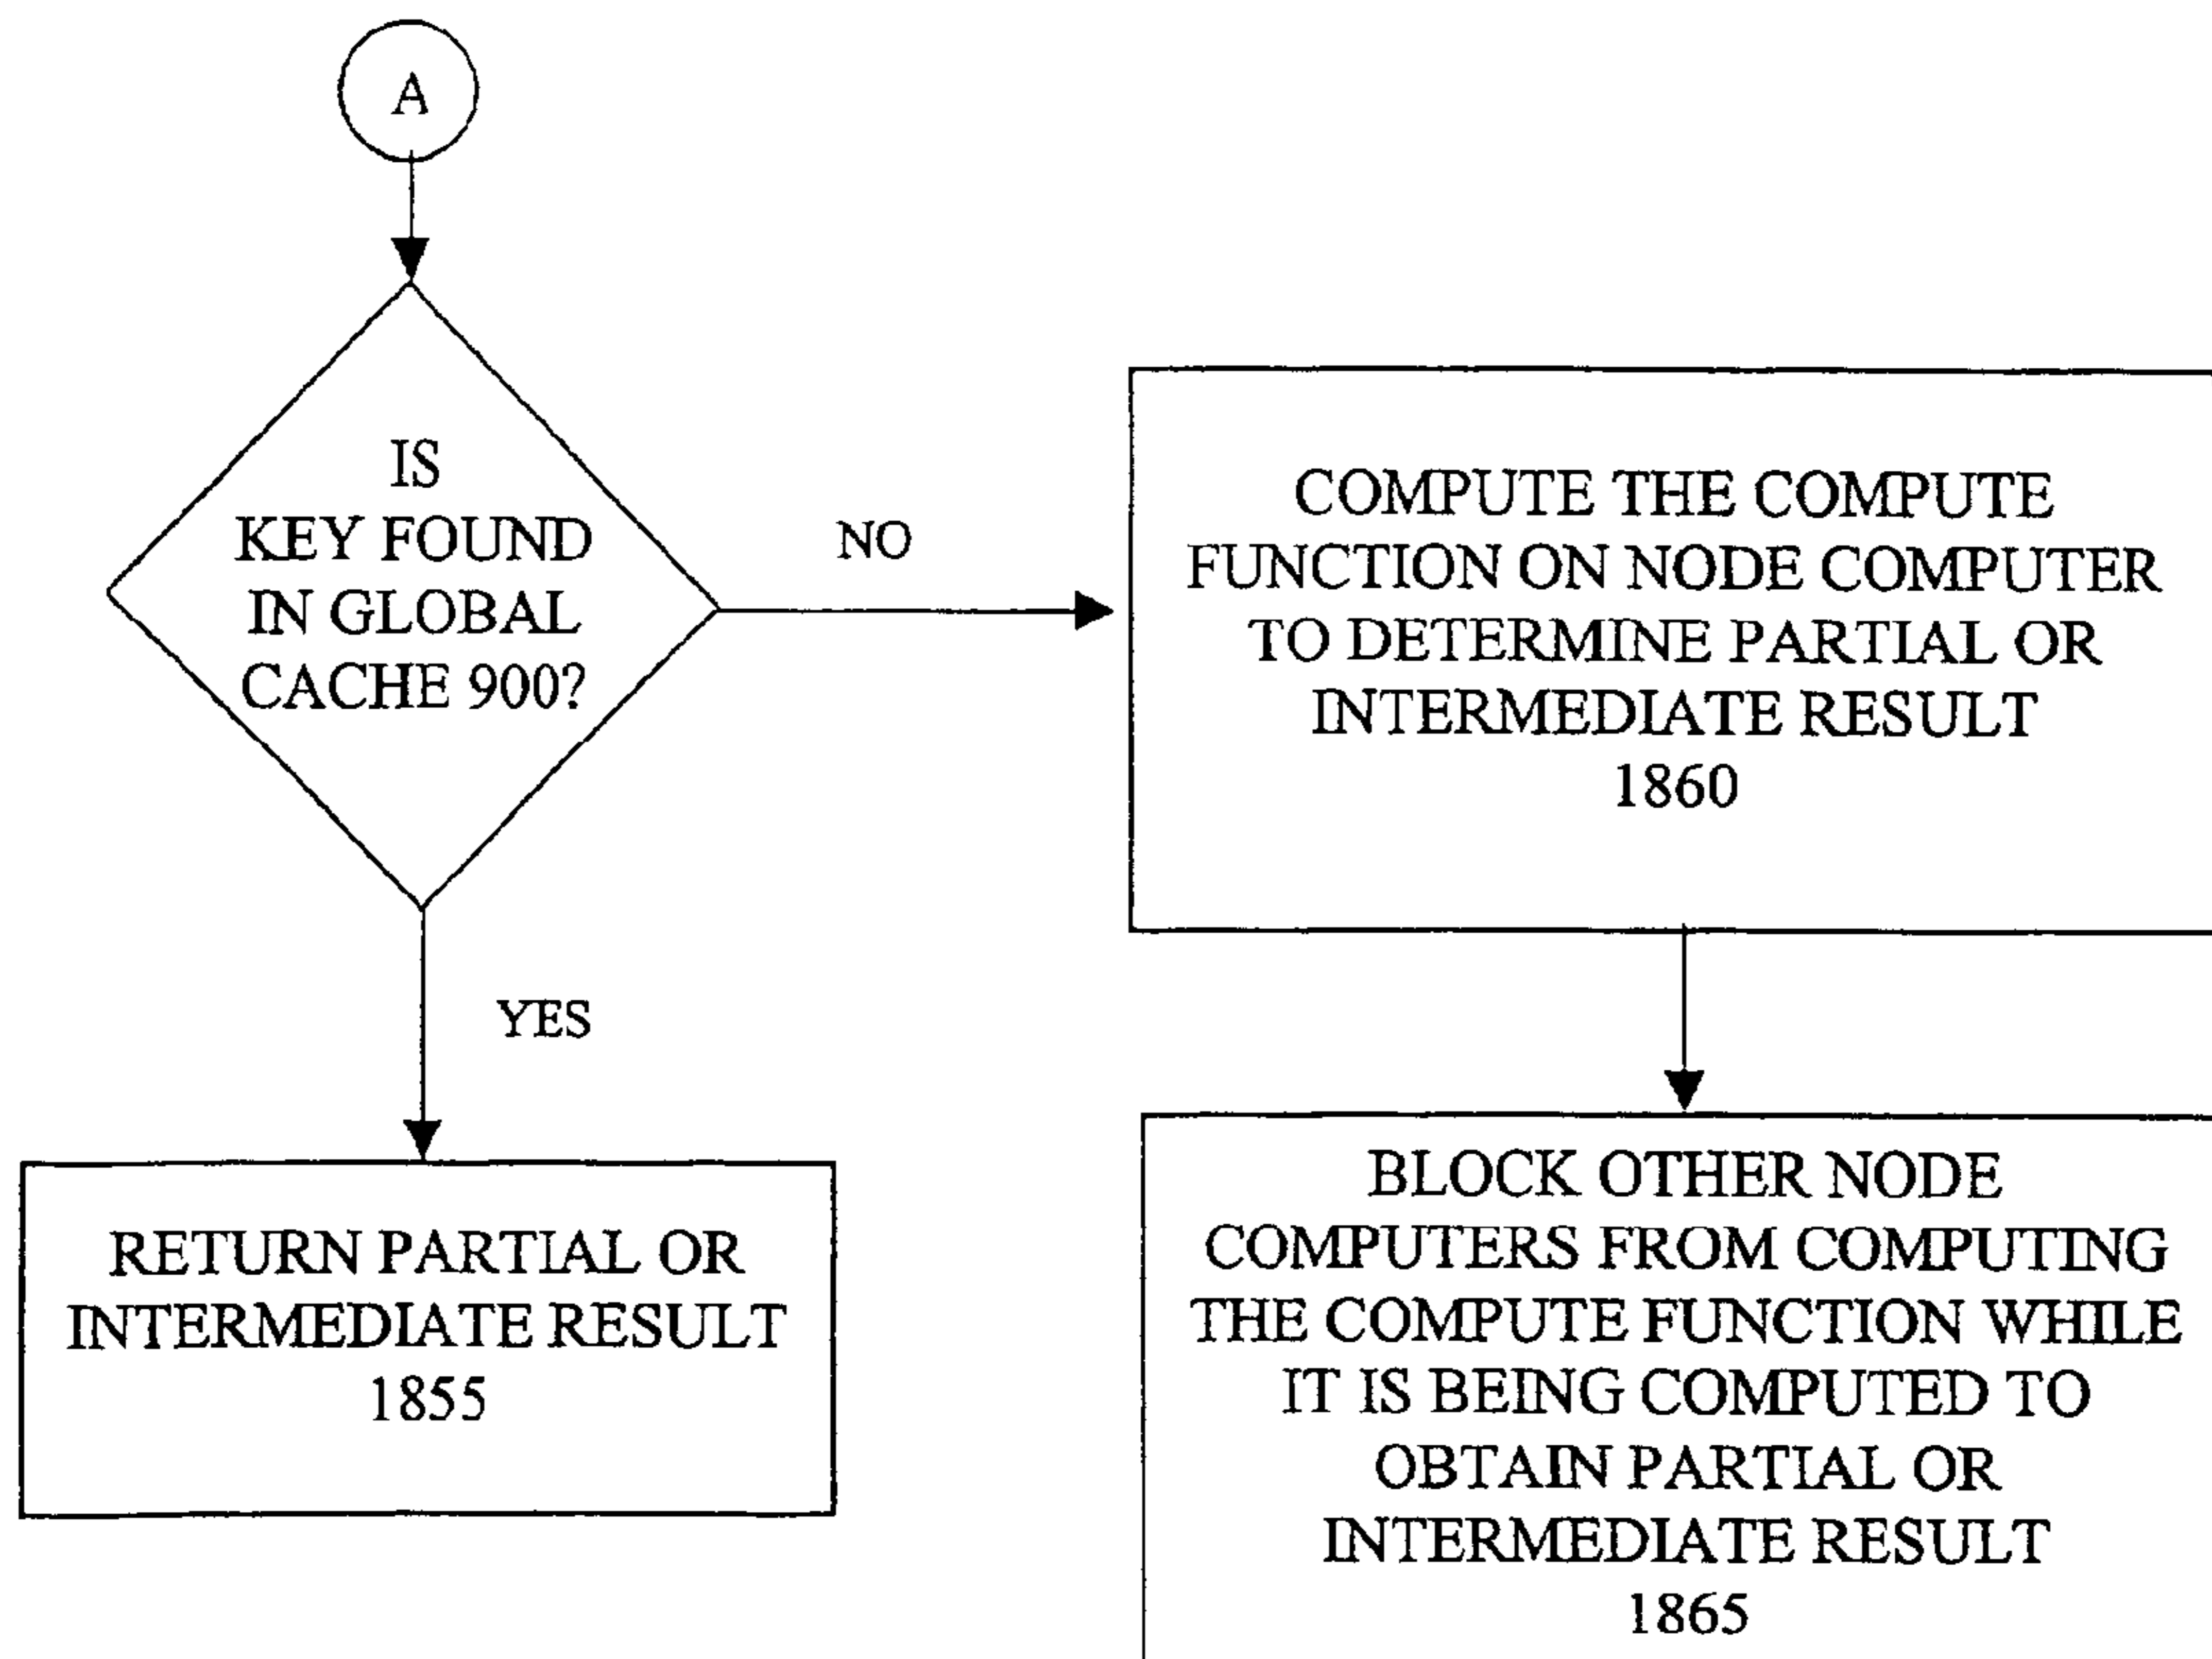 A
IS
KEY FOUND
IN GLOBAL
CACHE 900?
NO
COMPUTE THE COMPUTE
FUNCTION ON NODE COMPUTER
TO DETERMINE PARTIAL OR
INTERMEDIATE RESULT
1860
YES
RETURN PARTIAL OR
INTERMEDIATE RESULT
1855
BLOCK OTHER NODE
COMPUTERS FROM COMPUTING
THE COMPUTE FUNCTION WHILE
IT IS BEING COMPUTED TO
OBTAIN PARTIAL OR
INTERMEDIATE RESULT
1865